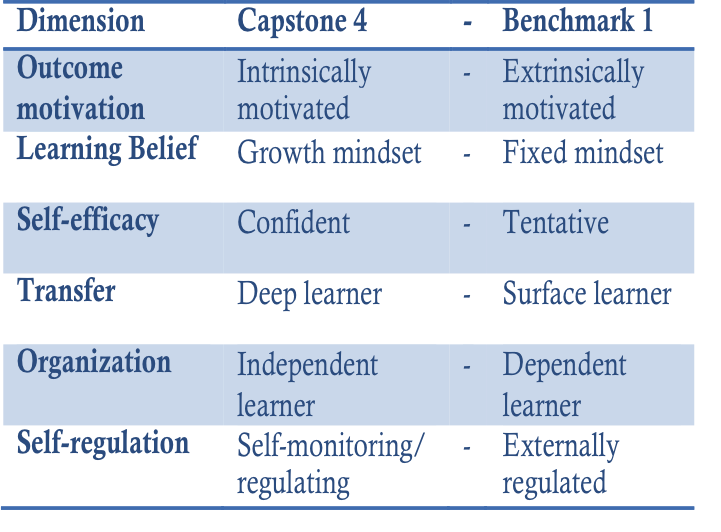 Dimension Capstone 4 - Benchmark 1
Outcome Intrinsically - Extrinsically
motivation motivated motivated
Learning Belief Growth mindset - Fixed mindset
Self-efficacy Confident - Tentative
Transfer Deep learner - Surface learner
Organization Independent - Dependent
learner learner
Self-regulation Self-monitoring/ - Externally
regulating regulated